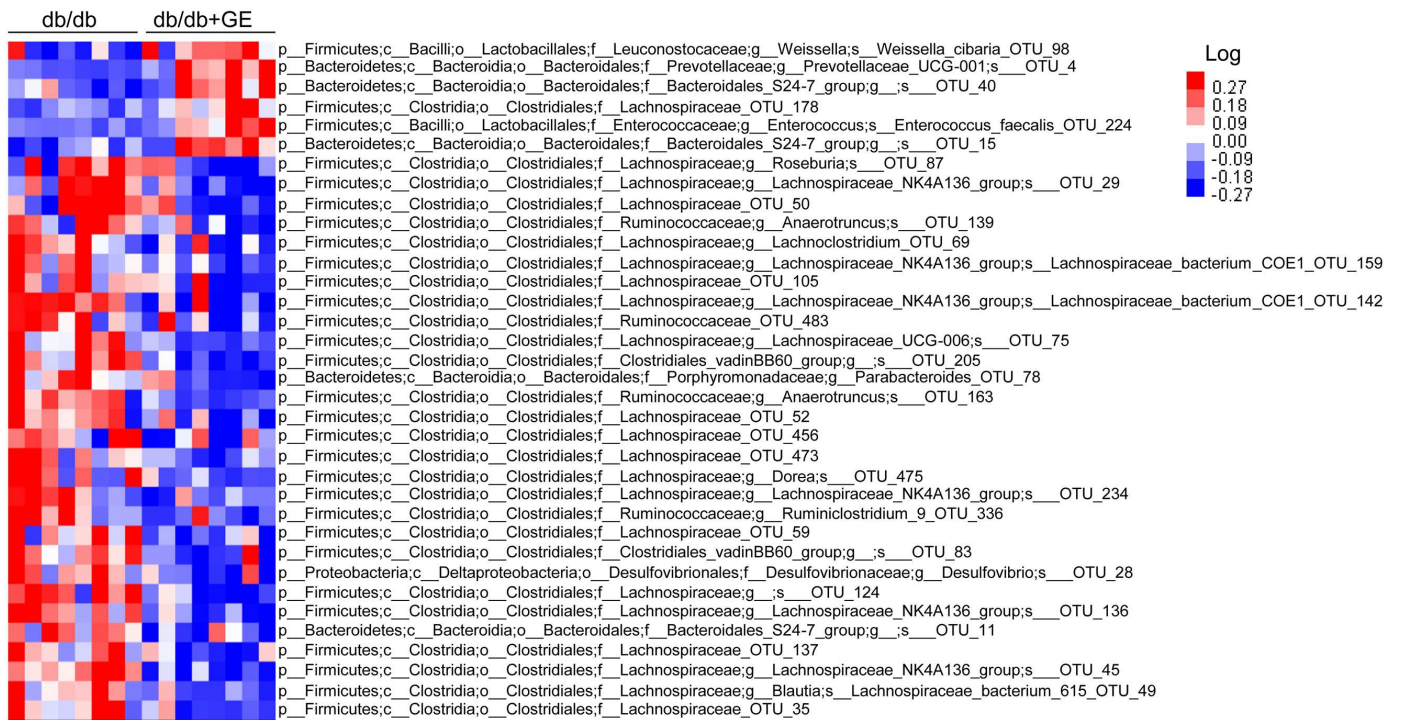 db/db db/db+GE
Log
p__Firmicutes;c__Bacilli;o__Lactobacillales;f__Leuconostocaceae;g__Weissella;s__Weissella_cibaria_OTU_98
p__Bacteroidetes;c__Bacteroidia;o__Bacteroidales;f__Prevotellaceae;g__Prevotellaceae_UCG-001;s___OTU_4
p__Bacteroidetes;c__Bacteroidia;o__Bacteroidales;f__Bacteroidales_S24-7_group;g__;s___OTU_40
p__Firmicutes;c__Clostridia;o__Clostridiales;f__Lachnospiraceae_OTU_178
p__Firmicutes;c__Bacilli;o__Lactobacillales;f__Enterococcaceae;g__Enterococcus;s__Enterococcus_faecalis_OTU_224
p__Bacteroidetes;c__Bacteroidia;o__Bacteroidales;f__Bacteroidales_S24-7_group;g__;s___OTU_15
p__Firmicutes;c__Clostridia;o__Clostridiales;f__Lachnospiraceae;g__Roseburia;s___OTU_87
p__Firmicutes;c__Clostridia;o__Clostridiales;f__Lachnospiraceae;g__Lachnospiraceae_NK4A136_group;s___OTU_29
p__Firmicutes;c__Clostridia;o__Clostridiales;f__Lachnospiraceae_OTU_50
p__Firmicutes;c__Clostridia;o__Clostridiales;f__Ruminococcaceae;g__Anaerotruncus;s___OTU_139
p__Firmicutes;c__Clostridia;o__Clostridiales;f__Lachnospiraceae;g__Lachnoclostridium_OTU_69
p__Firmicutes;c__Clostridia;o__Clostridiales;f__Lachnospiraceae;g__Lachnospiraceae_NK4A136_group;s__Lachnospiraceae_bacterium_COE1_OTU_159
p__Firmicutes;c__Clostridia;o__Clostridiales;f__Lachnospiraceae_OTU_105
p__Firmicutes;c__Clostridia;o__Clostridiales;f__Lachnospiraceae;g__Lachnospiraceae_NK4A136_group;s__Lachnospiraceae_bacterium_COE1_OTU_142
p__Firmicutes;c__Clostridia;o__Clostridiales;f__Ruminococcaceae_OTU_483
p__Firmicutes;c__Clostridia;o__Clostridiales;f__Lachnospiraceae;g__Lachnospiraceae_UCG-006;s___OTU_75
p__Firmicutes;c__Clostridia;o__Clostridiales;f__Clostridiales_vadinBB60_group;g__;s___OTU_205
p__Bacteroidetes;c__Bacteroidia;o__Bacteroidales;f__Porphyromonadaceae;g__Parabacteroides_OTU_78
p__Firmicutes;c__Clostridia;o__Clostridiales;f__Ruminococcaceae;g__Anaerotruncus;s___OTU_163
p__Firmicutes;c__Clostridia;o__Clostridiales;f__Lachnospiraceae_OTU_52
p__Firmicutes;c__Clostridia;o__Clostridiales;f__Lachnospiraceae_OTU_456
p__Firmicutes;c__Clostridia;o__Clostridiales;f__Lachnospiraceae_OTU_473
p__Firmicutes;c__Clostridia;o__Clostridiales;f__Lachnospiraceae;g__Dorea;s___OTU_475
p__Firmicutes;c__Clostridia;o__Clostridiales;f__Lachnospiraceae;g__Lachnospiraceae_NK4A136_group;s___OTU_234
p__Firmicutes;c__Clostridia;o__Clostridiales;f__Ruminococcaceae;g__Ruminiclostridium_9_OTU_336
p__Firmicutes;c__Clostridia;o__Clostridiales;f__Lachnospiraceae_OTU_59
p__Firmicutes;c__Clostridia;o__Clostridiales;f__Clostridiales_vadinBB60_group;g__;s___OTU_83
p__Proteobacteria;c__Deltaproteobacteria;o__Desulfovibrionales;f__Desulfovibrionaceae;g__Desulfovibrio;s___OTU_28
p__Firmicutes;c__Clostridia;o__Clostridiales;f__Lachnospiraceae;g__;s___OTU_124
p__Firmicutes;c__Clostridia;o__Clostridiales;f__Lachnospiraceae;g__Lachnospiraceae_NK4A136_group;s___OTU_136
p__Bacteroidetes;c__Bacteroidia;o__Bacteroidales;f__Bacteroidales_S24-7_group;g__;s___OTU_11
p__Firmicutes;c__Clostridia;o__Clostridiales;f__Lachnospiraceae_OTU_137
p__Firmicutes;c__Clostridia;o__Clostridiales;f__Lachnospiraceae;g__Lachnospiraceae_NK4A136_group;s___OTU_45
p__Firmicutes;c__Clostridia;o__Clostridiales;f__Lachnospiraceae;g__Blautia;s__Lachnospiraceae_bacterium_615_OTU_49
p__Firmicutes;c__Clostridia;o__Clostridiales;f__Lachnospiraceae_OTU_35
0.27
0.18
0.09
0.00
-0.09
-0.18
-0.27